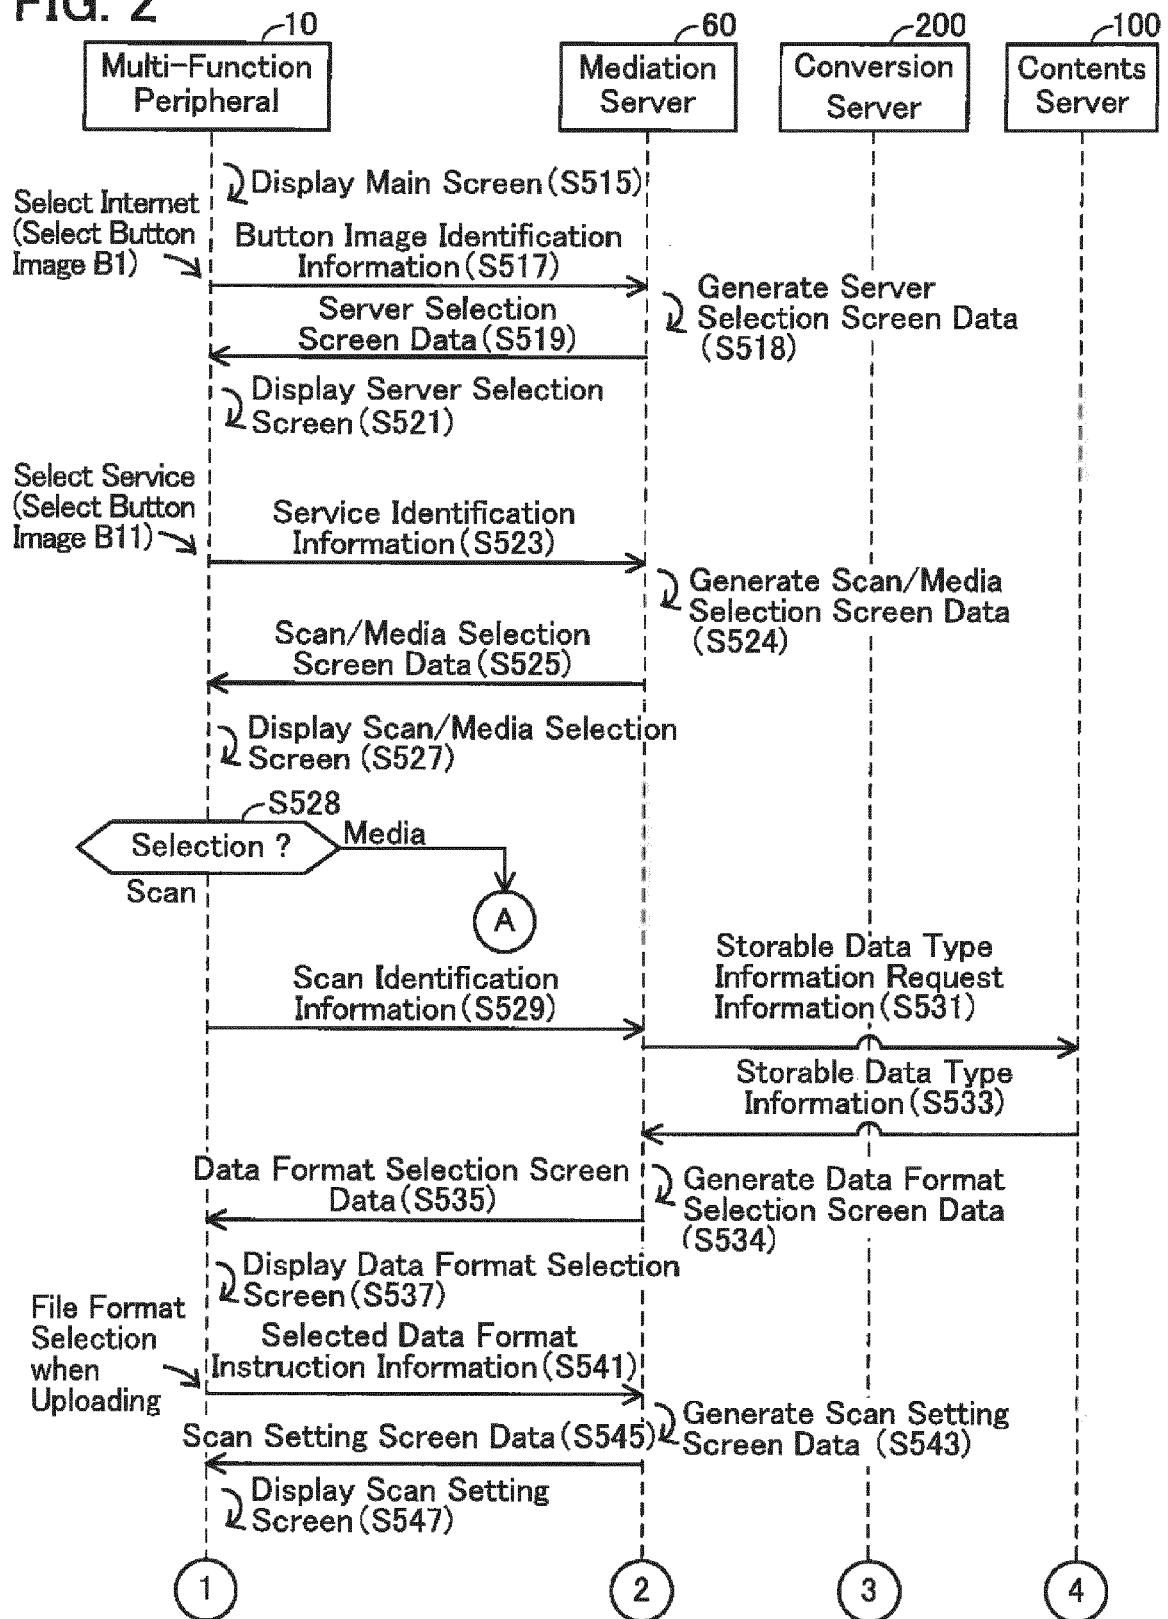 FIG. 2
10
60
200
100
Multi-Function
Peripheral
Mediation
Server
Conversion
Server
Contents
Server
Display Main Screen(S515)
Select Internet
(Select Button
Image B1)
Button Image Identification
Information(S517)
Generate Server
Selection Screen Data
(S518)
Server Selection
Screen Data(S519)
Display Server Selection
Screen(S521)
Select Service
(Select Button
Image B11)
Service Identification
Information(S523)
Generate Scan/Media
Selection Screen Data
(S524)
Scan/Media Selection
Screen Data(S525)
Display Scan/Media Selection
Screen (S527)
S528
Selection ?
Media
Scan
A
Storable Data Type
Information Request
Information(S531)
Scan Identification
Information(S529)
Storable Data Type
Information(S533)
Data Format Selection Screen
Data(S535)
Generate Data Format
Selection Screen Data
(S534)
Display Data Format Selection
Screen(S537)
File Format
Selection
when
Uploading
Selected Data Format
Instruction Information(S541)
Generate Scan Setting
Screen Data (S543)
Scan Setting Screen Data(S545)
Display Scan Setting
Screen(S547)
1
2
3
4